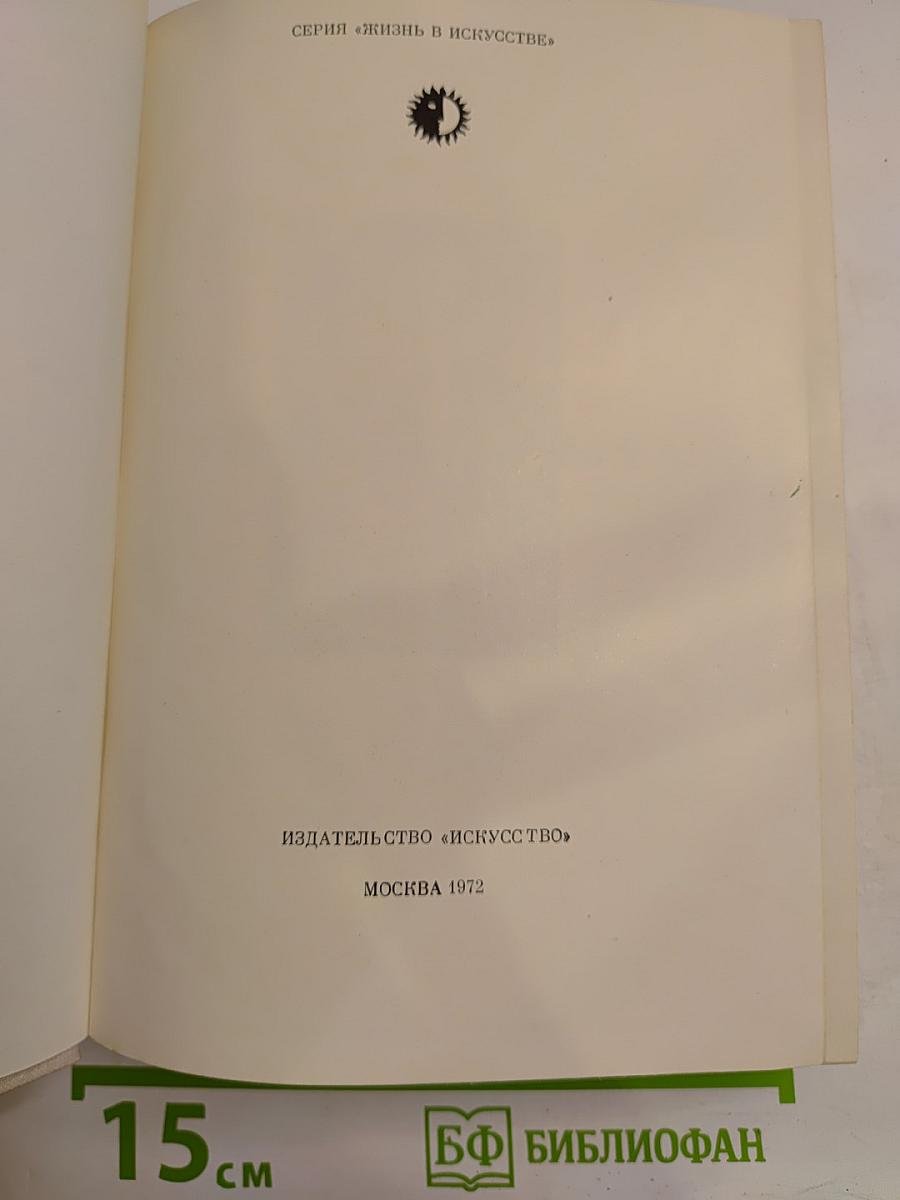 СЕРИЯ «ЖИЗНЬ В ИСКУССТВЕ»
ИЗДАТЕЛЬСТВО «ИСКУССТВО»
МОСКВА 1972
15 см
БФ БИБЛИОФАН